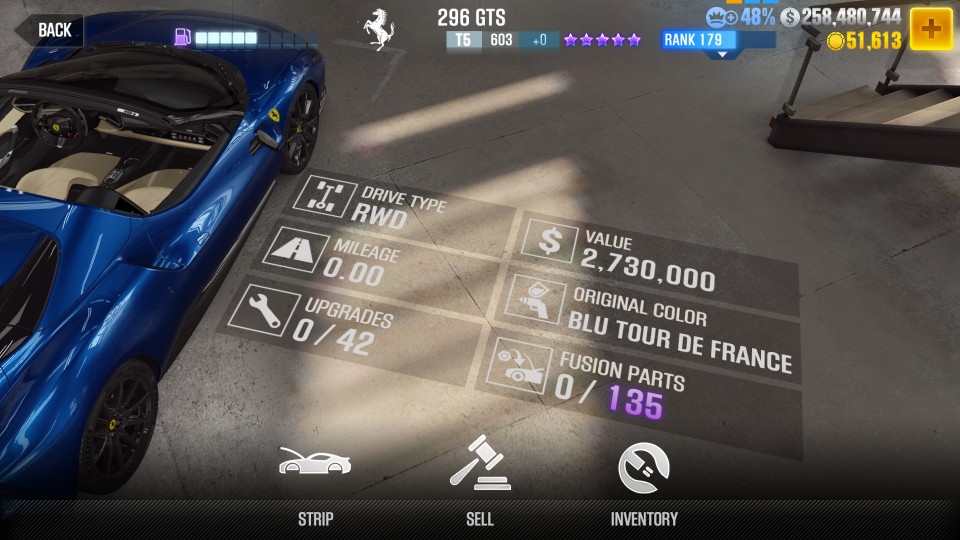 BACK
296 GTS
T5 603 +0
RANK 179
48%
258,480,744
51,613
DRIVE TYPE
RWD
MILEAGE
0.00
UPGRADES
0 / 42
VALUE
2,730,000
ORIGINAL COLOR
BLU TOUR DE FRANCE
FUSION PARTS
0 / 135
STRIP
SELL
INVENTORY